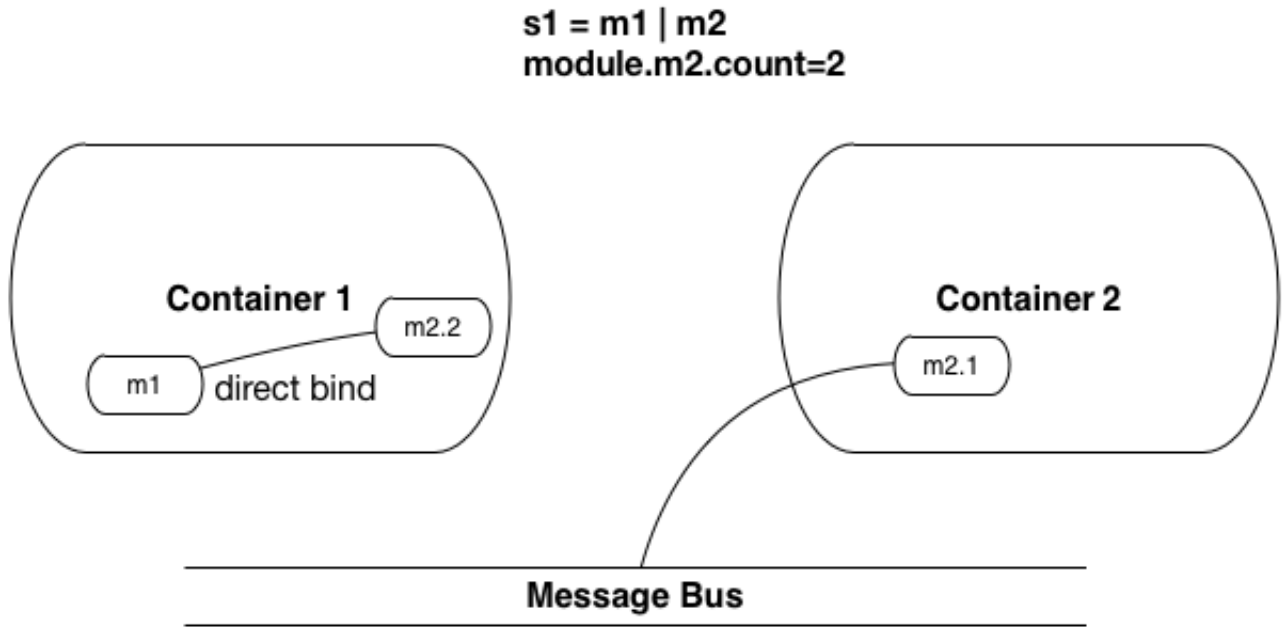 s1 = m1 | m2
module.m2.count=2
Container 1
m2.2
m1
direct bind
Container 2
m2.1
Message Bus